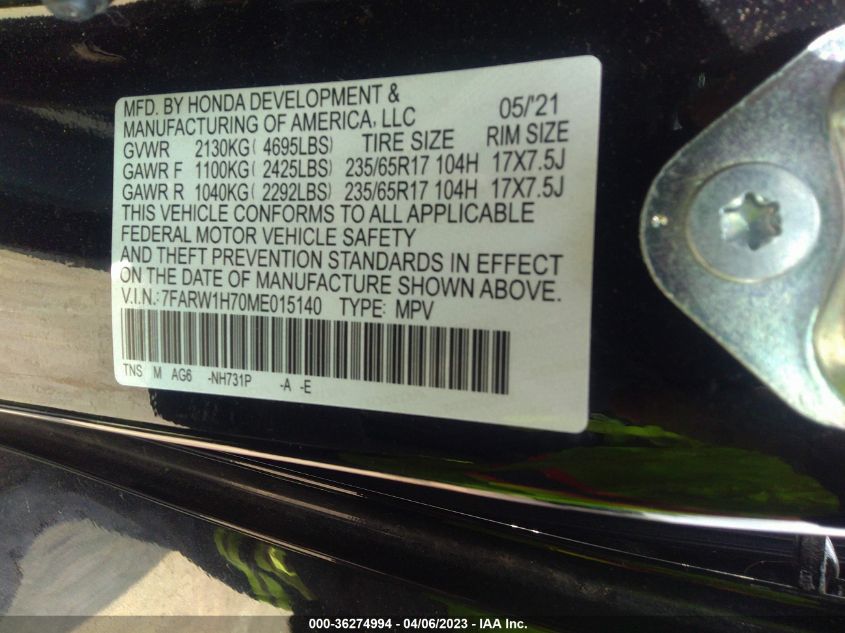 MFD. BY HONDA DEVELOPMENT & 05/'21
MANUFACTURING OF AMERICA, LLC
GVWR 2130KG( 4695LBS) TIRE SIZE RIM SIZE
GAWR F 1100KG( 2425LBS) 235/65R17 104H 17X7.5J
GAWR R 1040KG( 2292LBS) 235/65R17 104H 17X7.5J
THIS VEHICLE CONFORMS TO ALL APPLICABLE
FEDERAL MOTOR VEHICLE SAFETY
AND THEFT PREVENTION STANDARDS IN EFFECT
ON THE DATE OF MANUFACTURE SHOWN ABOVE.
V.I.N.:7FARW1H70ME015140 TYPE: MPV
TNS M AG6 -NH731P -A -E
000-36274994 - 04/06/2023 - IAA Inc.